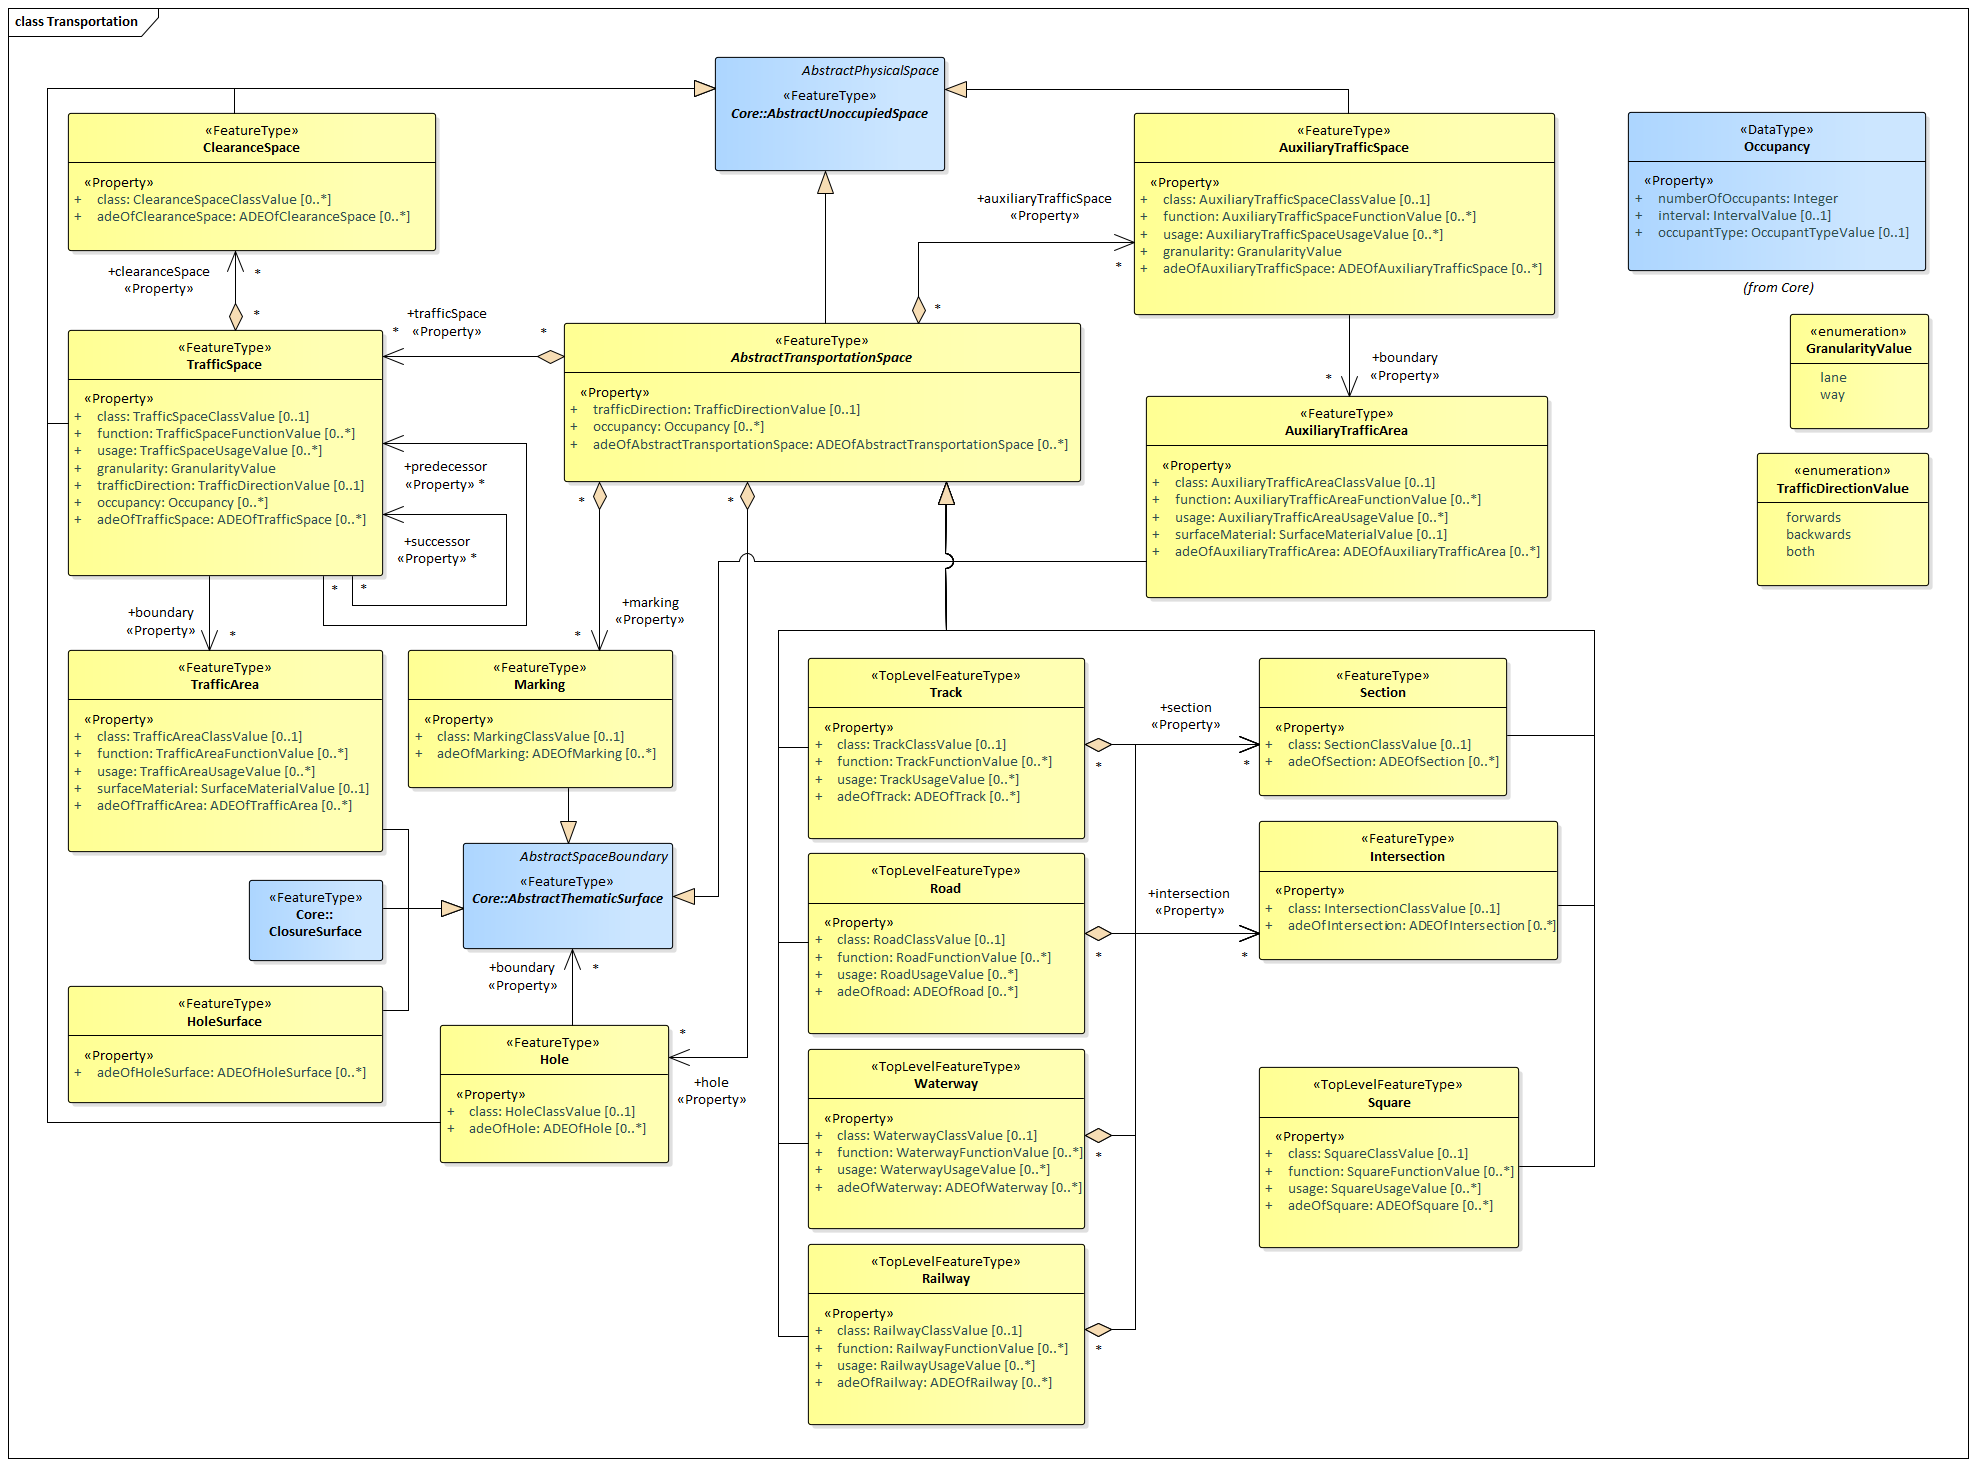 class Transportation
AbstractPhysicalSpace
«FeatureType»
Core::AbstractUnoccupiedSpace
«FeatureType»
ClearanceSpace
«Property»
+ class: ClearanceSpaceClassValue [0..*]
+ adeOfClearanceSpace: ADEOfClearanceSpace [0..*]
«FeatureType»
AuxiliaryTrafficSpace
«Property»
+ class: AuxiliaryTrafficSpaceClassValue [0..1]
+ function: AuxiliaryTrafficSpaceFunctionValue [0..*]
+ usage: AuxiliaryTrafficSpaceUsageValue [0..*]
+ granularity: GranularityValue
+ adeOfAuxiliaryTrafficSpace: ADEOfAuxiliaryTrafficSpace [0..*]
«DataType»
Occupancy
«Property»
+ numberOfOccupants: Integer
+ interval: IntervalValue [0..1]
+ occupantType: OccupantTypeValue [0..1]
(from Core)
+auxiliaryTrafficSpace
«Property»
*
*
+clearanceSpace
«Property»
*
*
+trafficSpace
«Property»
*
*
«enumeration»
GranularityValue
lane
way
«FeatureType»
TrafficSpace
«Property»
+ class: TrafficSpaceClassValue [0..1]
+ function: TrafficSpaceFunctionValue [0..*]
+ usage: TrafficSpaceUsageValue [0..*]
+ granularity: GranularityValue
+ trafficDirection: TrafficDirectionValue [0..1]
+ occupancy: Occupancy [0..*]
+ adeOfTrafficSpace: ADEOfTrafficSpace [0..*]
«FeatureType»
AbstractTransportationSpace
«Property»
+ trafficDirection: TrafficDirectionValue [0..1]
+ occupancy: Occupancy [0..*]
+ adeOfAbstractTransportationSpace: ADEOfAbstractTransportationSpace [0..*]
+boundary
«Property»
*
«FeatureType»
AuxiliaryTrafficArea
«Property»
+ class: AuxiliaryTrafficAreaClassValue [0..1]
+ function: AuxiliaryTrafficAreaFunctionValue [0..*]
+ usage: AuxiliaryTrafficAreaUsageValue [0..*]
+ surfaceMaterial: SurfaceMaterialValue [0..1]
+ adeOfAuxiliaryTrafficArea: ADEOfAuxiliaryTrafficArea [0..*]
«enumeration»
TrafficDirectionValue
forwards
backwards
both
+predecessor
«Property» *
+successor
«Property» *
* *
* *
+boundary
«Property»
*
+marking
«Property»
*
«FeatureType»
TrafficArea
«Property»
+ class: TrafficAreaClassValue [0..1]
+ function: TrafficAreaFunctionValue [0..*]
+ usage: TrafficAreaUsageValue [0..*]
+ surfaceMaterial: SurfaceMaterialValue [0..1]
+ adeOfTrafficArea: ADEOfTrafficArea [0..*]
«FeatureType»
Marking
«Property»
+ class: MarkingClassValue [0..1]
+ adeOfMarking: ADEOfMarking [0..*]
«TopLevelFeatureType»
Track
«Property»
+ class: TrackClassValue [0..1]
+ function: TrackFunctionValue [0..*]
+ usage: TrackUsageValue [0..*]
+ adeOfTrack: ADEOfTrack [0..*]
+section
«Property»
*
*
«FeatureType»
Section
«Property»
+ class: SectionClassValue [0..1]
+ adeOfSection: ADEOfSection [0..*]
AbstractSpaceBoundary
«FeatureType»
Core::AbstractThematicSurface
«FeatureType»
Core::
ClosureSurface
«TopLevelFeatureType»
Road
«Property»
+ class: RoadClassValue [0..1]
+ function: RoadFunctionValue [0..*]
+ usage: RoadUsageValue [0..*]
+ adeOfRoad: ADEOfRoad [0..*]
+intersection
«Property»
*
*
«FeatureType»
Intersection
«Property»
+ class: IntersectionClassValue [0..1]
+ adeOfIntersection: ADEOfIntersection [0..*]
+boundary
«Property»
*
«FeatureType»
HoleSurface
«Property»
+ adeOfHoleSurface: ADEOfHoleSurface [0..*]
«FeatureType»
Hole
«Property»
+ class: HoleClassValue [0..1]
+ adeOfHole: ADEOfHole [0..*]
*
+hole
«Property»
«TopLevelFeatureType»
Waterway
«Property»
+ class: WaterwayClassValue [0..1]
+ function: WaterwayFunctionValue [0..*]
+ usage: WaterwayUsageValue [0..*]
+ adeOfWaterway: ADEOfWaterway [0..*]
*
«TopLevelFeatureType»
Square
«Property»
+ class: SquareClassValue [0..1]
+ function: SquareFunctionValue [0..*]
+ usage: SquareUsageValue [0..*]
+ adeOfSquare: ADEOfSquare [0..*]
«TopLevelFeatureType»
Railway
«Property»
+ class: RailwayClassValue [0..1]
+ function: RailwayFunctionValue [0..*]
+ usage: RailwayUsageValue [0..*]
+ adeOfRailway: ADEOfRailway [0..*]
*